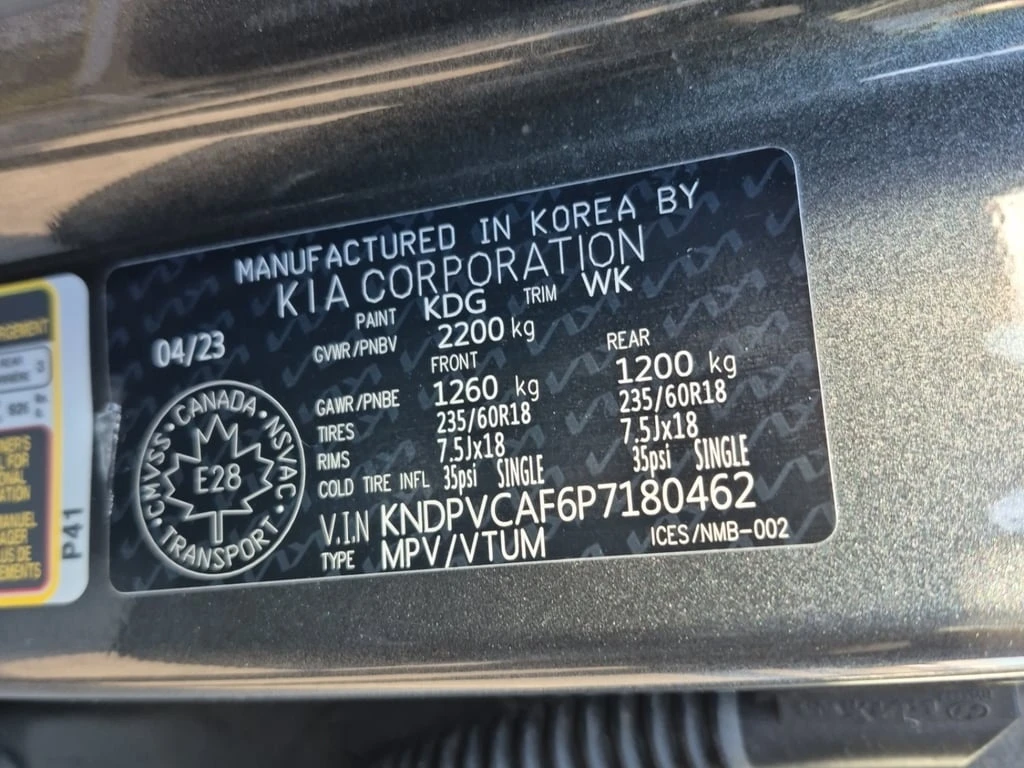 MANUFACTURED IN KOREA BY
KIA CORPORATION
PAINT KDG TRIM WK
04/23
GVWR/PNBV 2200 kg
FRONT REAR
GAWR/PNBE 1260 kg 1200 kg
TIRES 235/60R18 235/60R18
RIMS 7.5Jx18 7.5Jx18
COLD TIRE INFL 35psi SINGLE 35psi SINGLE
V.I.N KNDPVCAF6P7180462
TYPE MPV/VTUM ICES/NMB-002
CANADA • NSVAC • TRANSPORT • CMVSS •
E28
P41